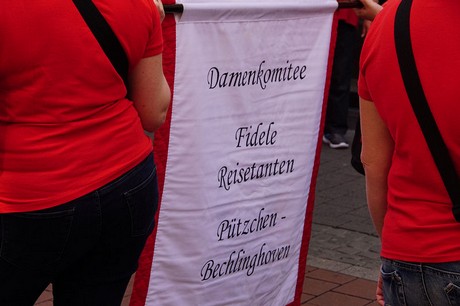 Damenkomitee
Fidele
Reisetanten
Pützchen -
Bechlinghoven